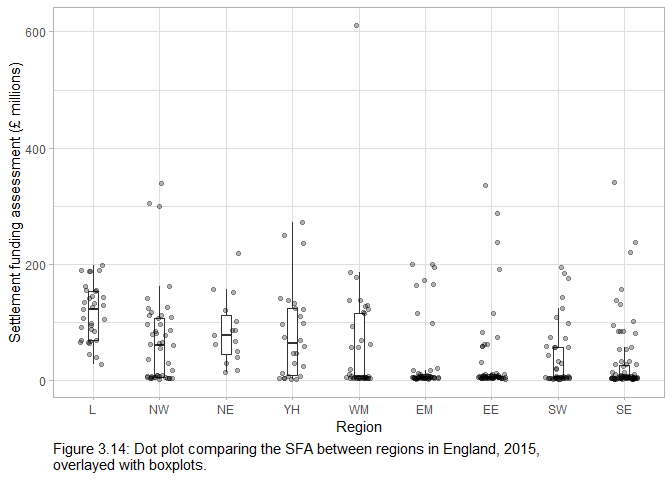 Settlement funding assessment (£ millions)
600
400
200
0
L NW NE YH WM EM EE SW SE
Region
Figure 3.14: Dot plot comparing the SFA between regions in England, 2015,
overlayed with boxplots.